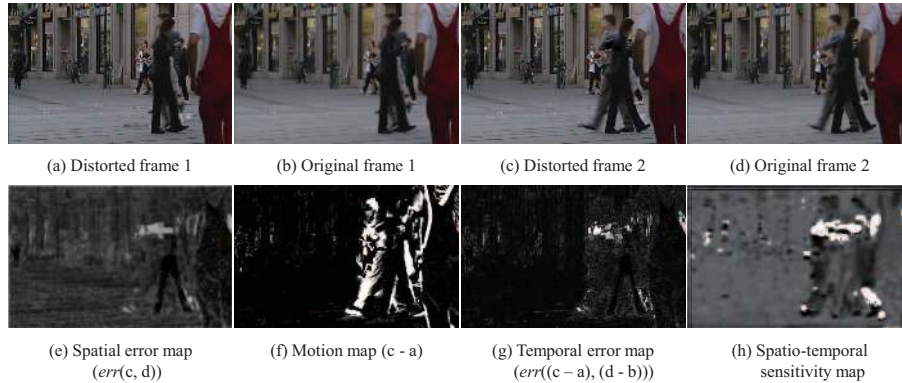 (a) Distorted frame 1
(b) Original frame 1
(c) Distorted frame 2
(d) Original frame 2
(e) Spatial error map
(err(c, d))
(f) Motion map (c - a)
(g) Temporal error map
(err((c – a), (d - b)))
(h) Spatio-temporal
sensitivity map